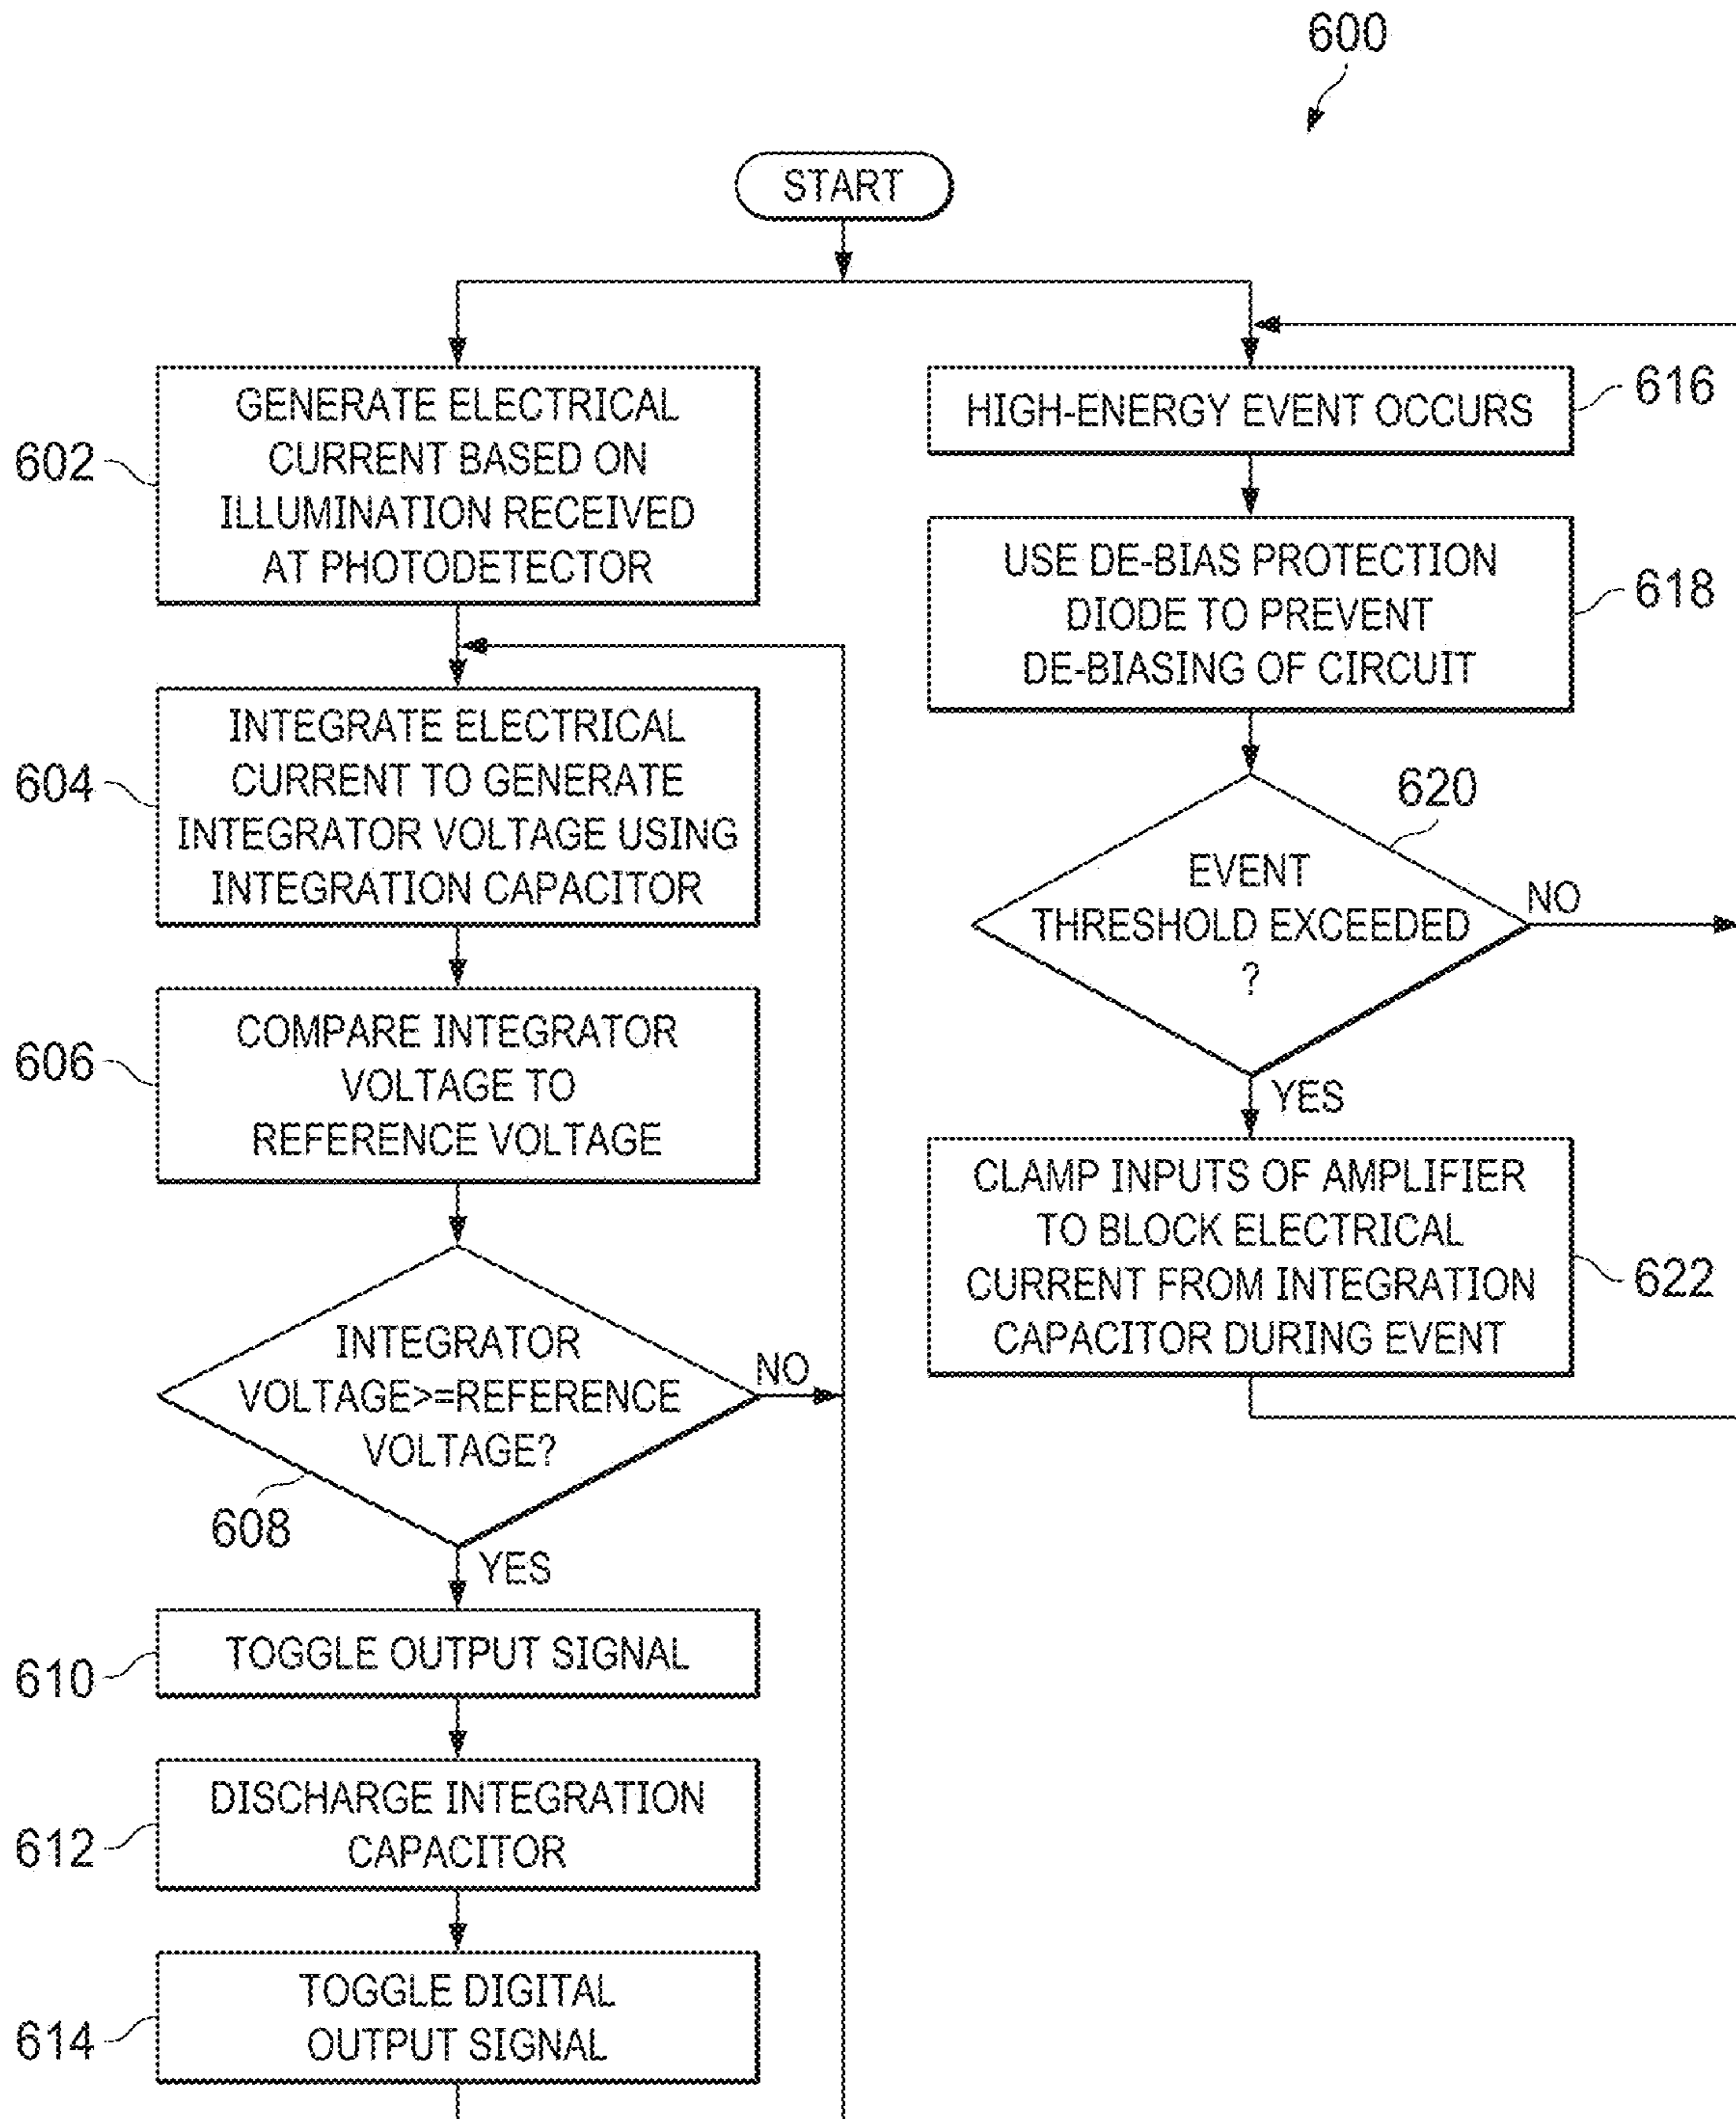 600
START
602
GENERATE ELECTRICAL
CURRENT BASED ON
ILLUMINATION RECEIVED
AT PHOTODETECTOR
604
INTEGRATE ELECTRICAL
CURRENT TO GENERATE
INTEGRATOR VOLTAGE USING
INTEGRATION CAPACITOR
606
COMPARE INTEGRATOR
VOLTAGE TO
REFERENCE VOLTAGE
INTEGRATOR
VOLTAGE>=REFERENCE
VOLTAGE?
NO
608
YES
610
TOGGLE OUTPUT SIGNAL
612
DISCHARGE INTEGRATION
CAPACITOR
614
TOGGLE DIGITAL
OUTPUT SIGNAL
HIGH-ENERGY EVENT OCCURS
616
USE DE-BIAS PROTECTION
DIODE TO PREVENT
DE-BIASING OF CIRCUIT
618
620
EVENT
THRESHOLD EXCEEDED
?
NO
YES
CLAMP INPUTS OF AMPLIFIER
TO BLOCK ELECTRICAL
CURRENT FROM INTEGRATION
CAPACITOR DURING EVENT
622